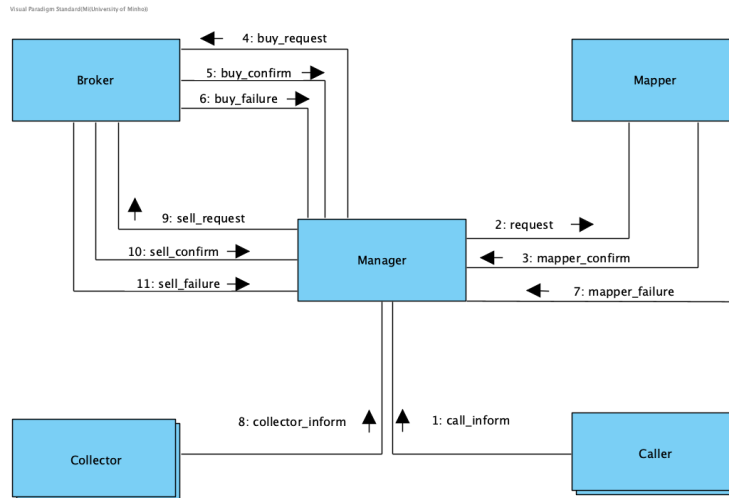 Visual Paradigm Standard(MI(University of Minho))
4: buy_request
Broker
5: buy_confirm
6: buy_failure
Mapper
9: sell_request
2: request
10: sell_confirm
Manager
3: mapper_confirm
11: sell_failure
7: mapper_failure
8: collector_inform
1: call_inform
Collector
Caller